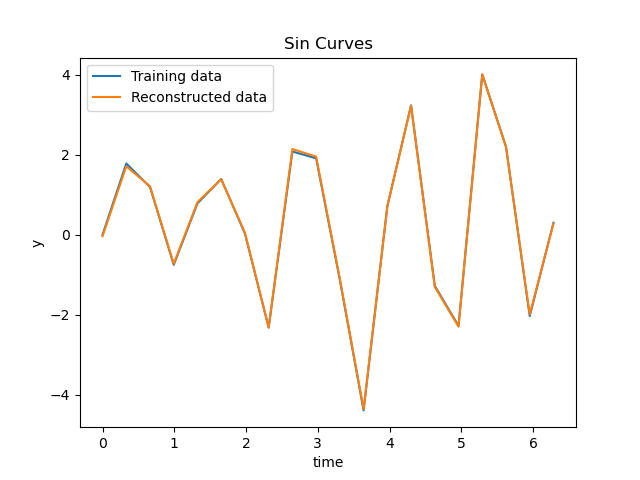 Sin Curves
Training data
Reconstructed data
4
2
0
−2
−4
y
0 1 2 3 4 5 6
time